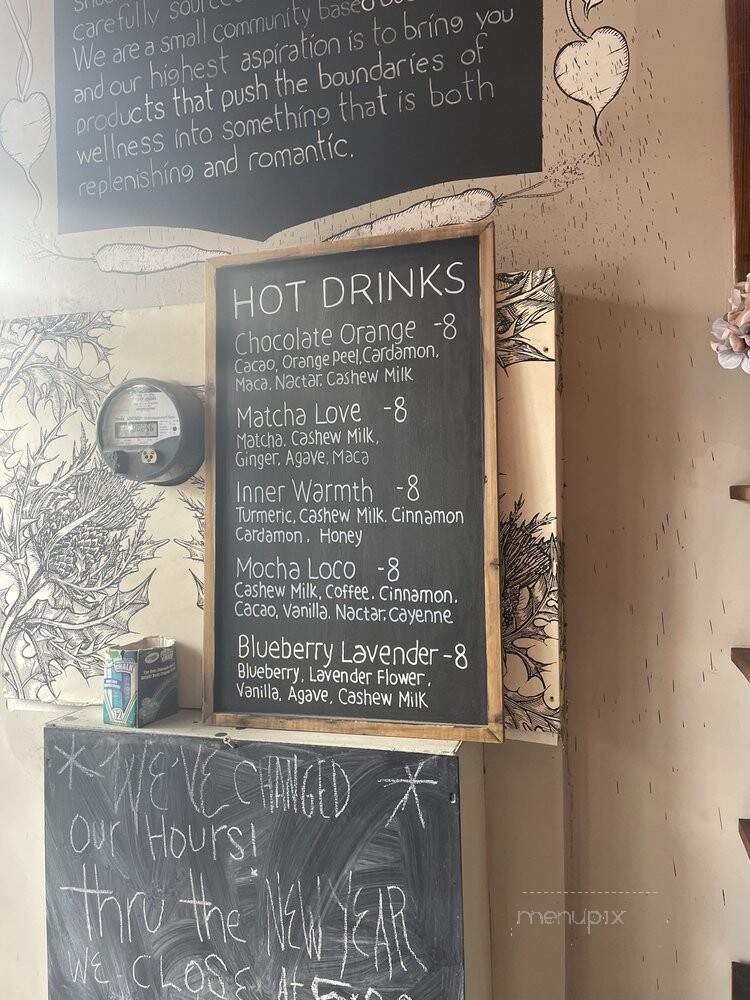 carefully sourced
We are a small community based
and our highest aspiration is to bring you
products that push the boundaries of
wellness into something that is both
replenishing and romantic.
HOT DRINKS
Chocolate Orange -8
Cacao, Orange Peel, Cardamon,
Maca, Nactar, Cashew Milk
Matcha Love -8
Matcha, Cashew Milk,
Ginger, Agave, Maca
Inner Warmth -8
Turmeric, Cashew Milk. Cinnamon
Cardamon, Honey
Mocha Loco -8
Cashew Milk, Coffee, Cinnamon,
Cacao, Vanilla, Nactar, Cayenne
Blueberry Lavender -8
Blueberry, Lavender Flower,
Vanilla, Agave, Cashew Milk
CHALK
12
* WE'VE CHANGED *
our Hours!
thru the NEW YEAR
WE CLOSE At
menupix